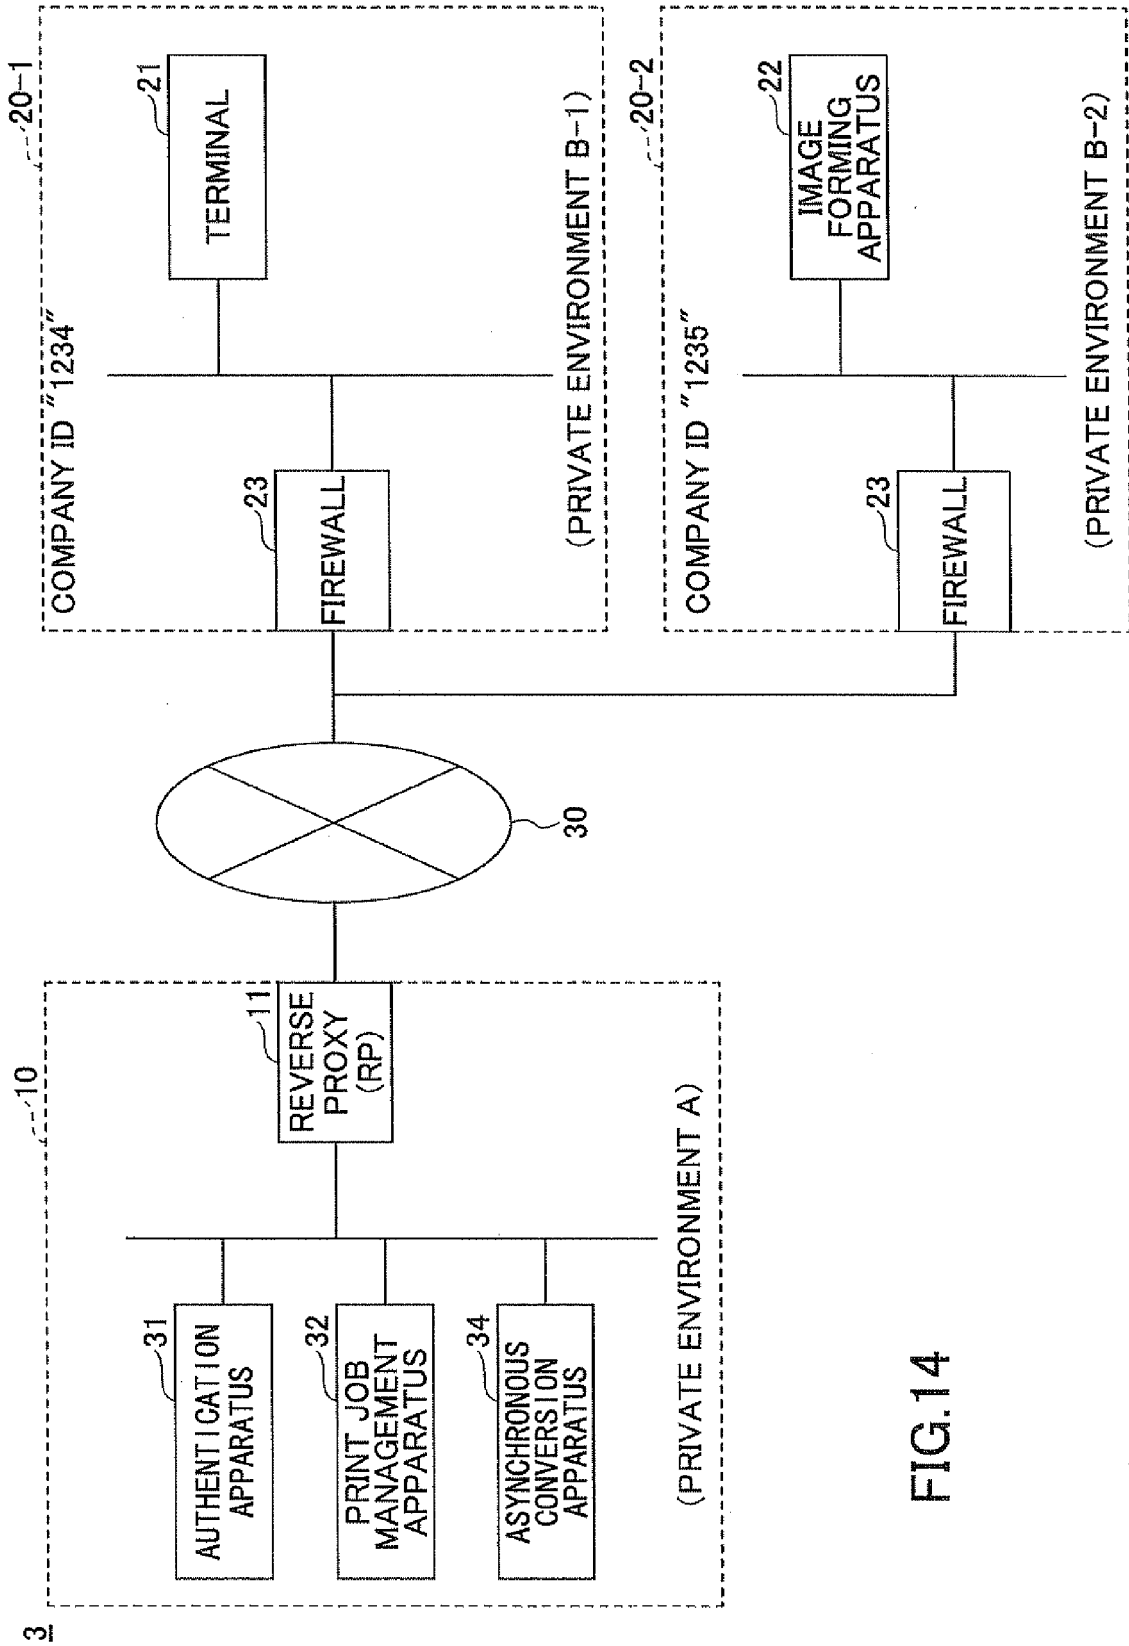 3
10
31
AUTHENTICATION
APPARATUS
32
PRINT JOB
MANAGEMENT
APPARATUS
34
ASYNCHRONOUS
CONVERSION
APPARATUS
11
REVERSE
PROXY
(RP)
(PRIVATE ENVIRONMENT A)
30
20-1
COMPANY ID "1234"
23
FIREWALL
21
TERMINAL
(PRIVATE ENVIRONMENT B-1)
20-2
COMPANY ID "1235"
23
FIREWALL
22
IMAGE
FORMING
APPARATUS
(PRIVATE ENVIRONMENT B-2)
FIG.14